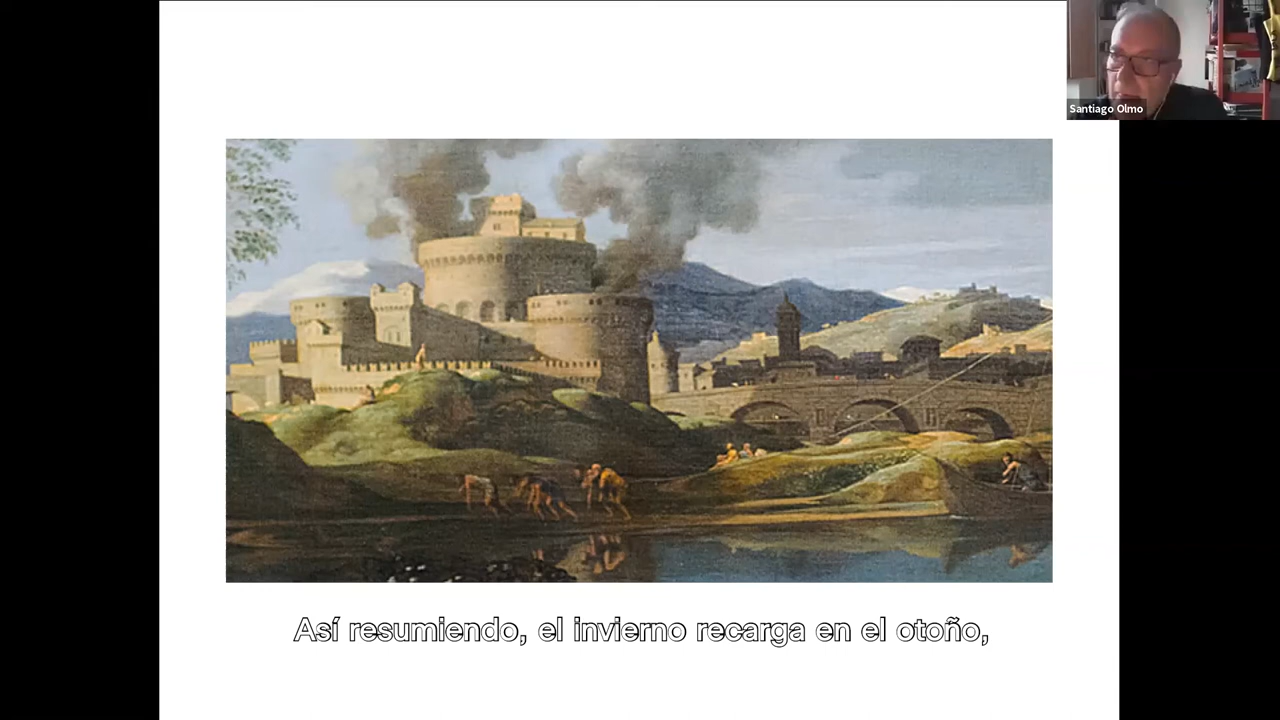 Santiago Olmo
Así resumiendo, el invierno recarga en el otoño,